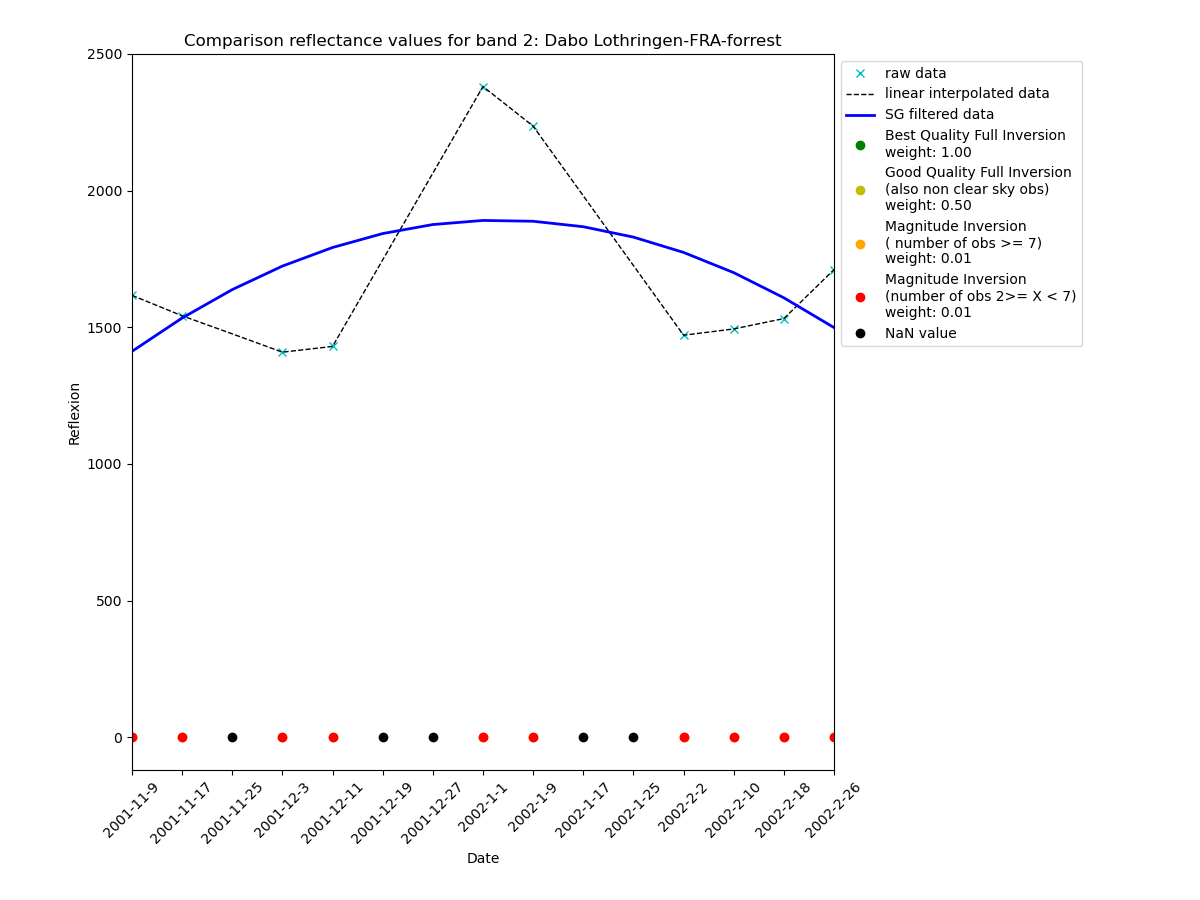 Comparison reflectance values for band 2: Dabo Lothringen-FRA-forrest
2500
2000
1500
1000
500
0
Reflexion
2001-11-9
2001-11-17
2001-11-25
2001-12-3
2001-12-11
2001-12-19
2001-12-27
2002-1-1
2002-1-9
2002-1-17
2002-1-25
2002-2-2
2002-2-10
2002-2-18
2002-2-26
Date
raw data
linear interpolated data
SG filtered data
Best Quality Full Inversion
weight: 1.00
Good Quality Full Inversion
(also non clear sky obs)
weight: 0.50
Magnitude Inversion
( number of obs >= 7)
weight: 0.01
Magnitude Inversion
(number of obs 2>= X < 7)
weight: 0.01
NaN value